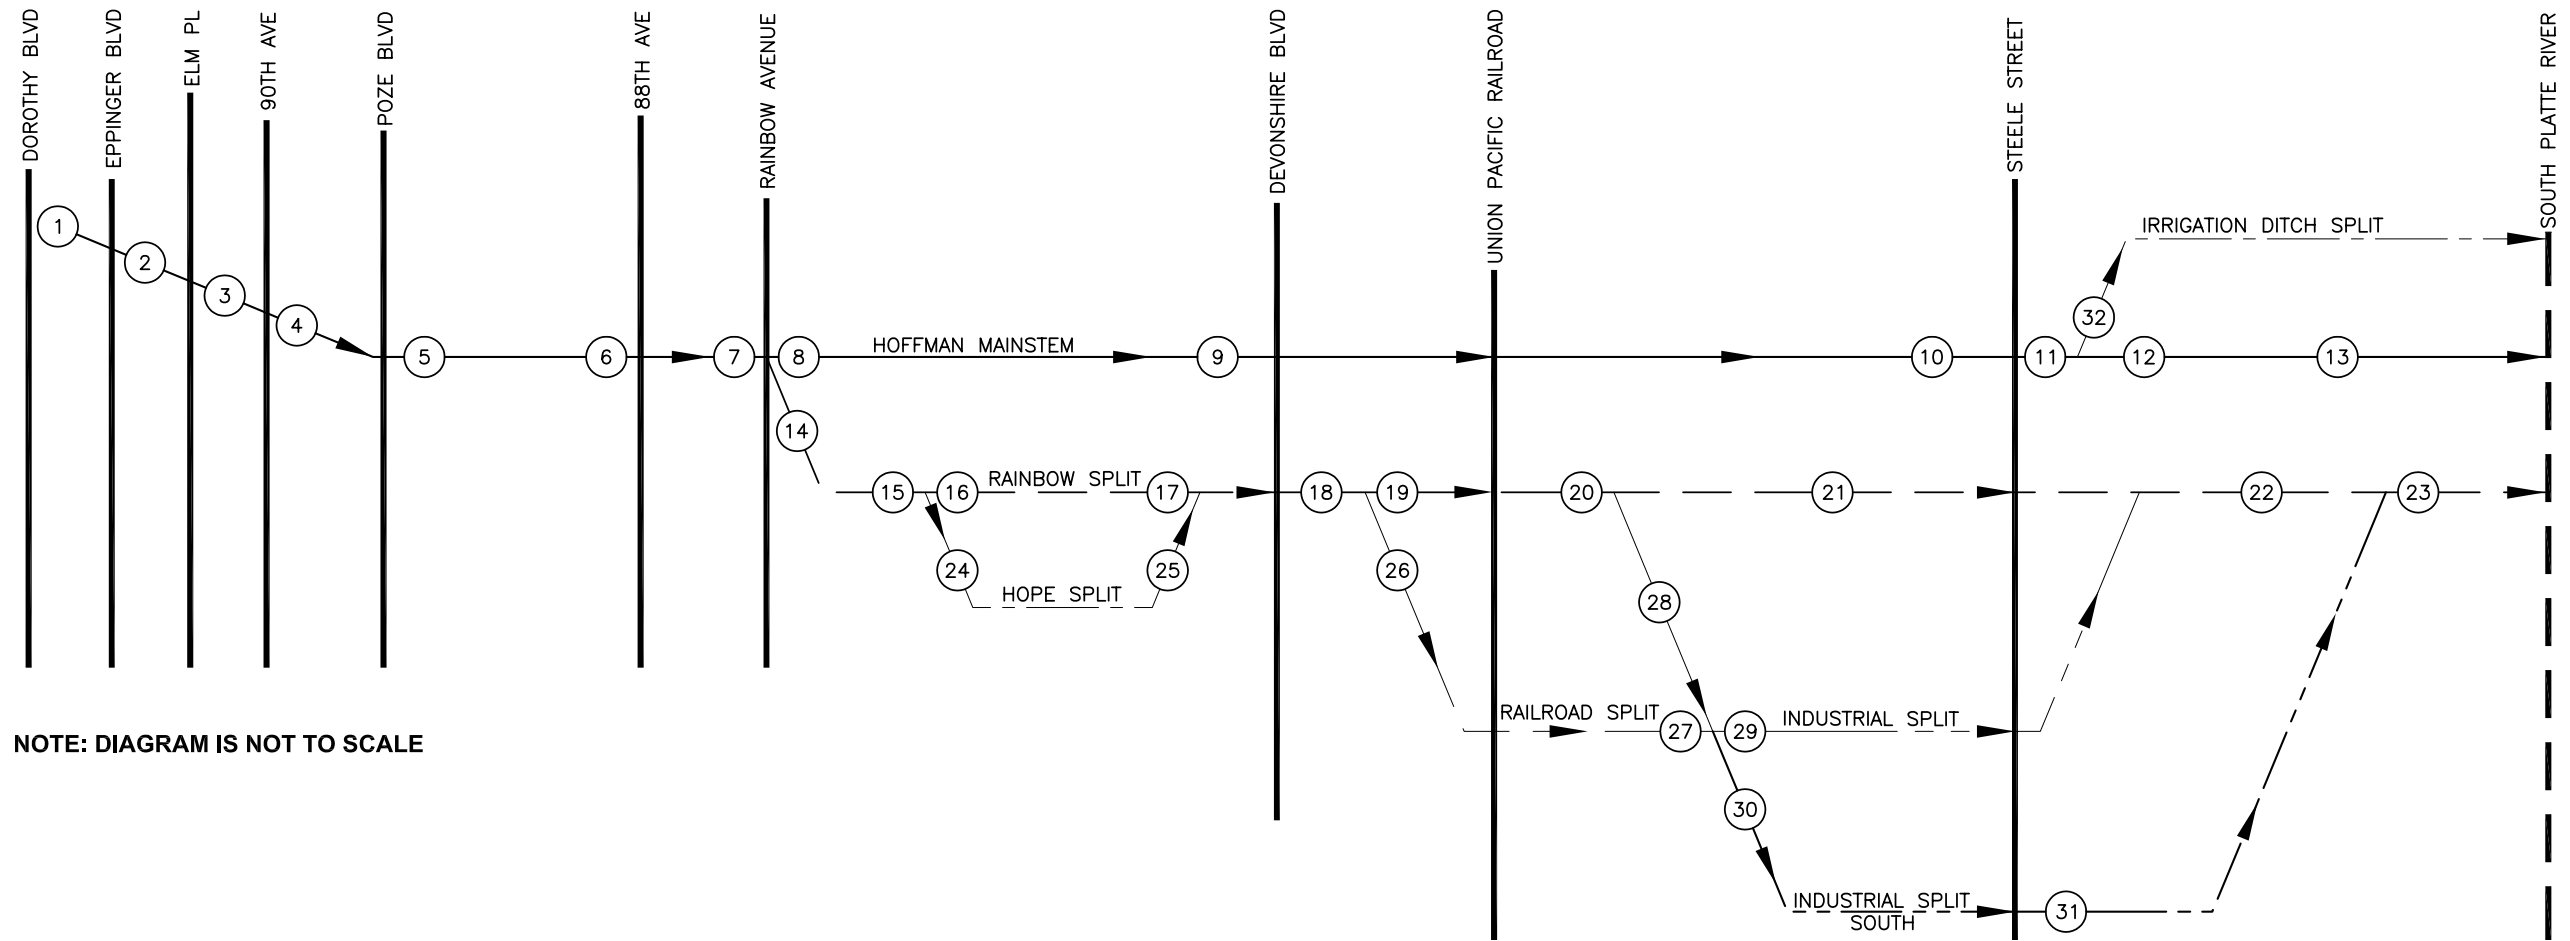 DOROTHY BLVD
EPPINGER BLVD
ELM PL
90TH AVE
POZE BLVD
88TH AVE
RAINBOW AVENUE
DEVONSHIRE BLVD
UNION PACIFIC RAILROAD
STEELE STREET
SOUTH PLATTE RIVER
1
2
3
4
5
6
7
8
HOFFMAN MAINSTEM
9
10
11
32
IRRIGATION DITCH SPLIT
12
13
14
15
16
RAINBOW SPLIT
17
18
19
20
21
22
23
24
HOPE SPLIT
25
26
28
RAILROAD SPLIT
27
29
INDUSTRIAL SPLIT
30
INDUSTRIAL SPLIT
SOUTH
31
NOTE: DIAGRAM IS NOT TO SCALE